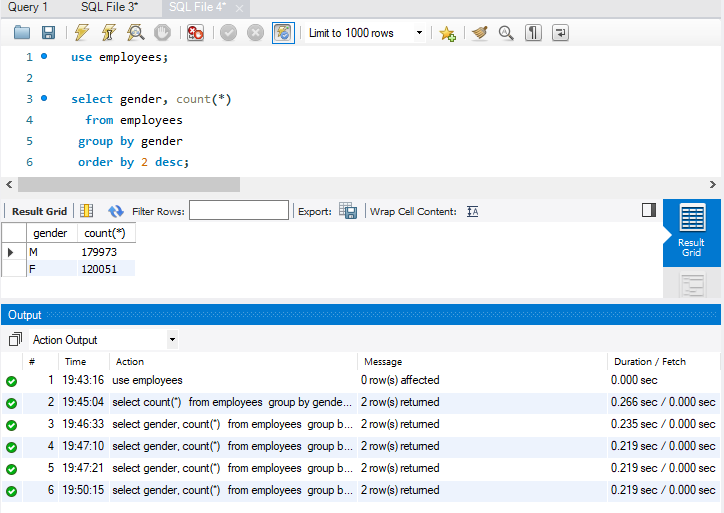 Query 1 SQL File 3* SQL File 4* ×
Limit to 1000 rows
1 use employees;
2
3 select gender, count(*)
4 from employees
5 group by gender
6 order by 2 desc;
Result Grid Filter Rows: Export: Wrap Cell Content: IA
gender count(*)
M 179973
F 120051
Result
Grid
Output
Action Output
# Time Action Message Duration / Fetch
1 19:43:16 use employees 0 row(s) affected 0.000 sec
2 19:45:04 select count(*) from employees group by gende... 2 row(s) returned 0.266 sec / 0.000 sec
3 19:46:33 select gender, count(*) from employees group b... 2 row(s) returned 0.235 sec / 0.000 sec
4 19:47:10 select gender, count(*) from employees group b... 2 row(s) returned 0.219 sec / 0.000 sec
5 19:47:21 select gender, count(*) from employees group b... 2 row(s) returned 0.219 sec / 0.000 sec
6 19:50:15 select gender, count(*) from employees group b... 2 row(s) returned 0.219 sec / 0.000 sec